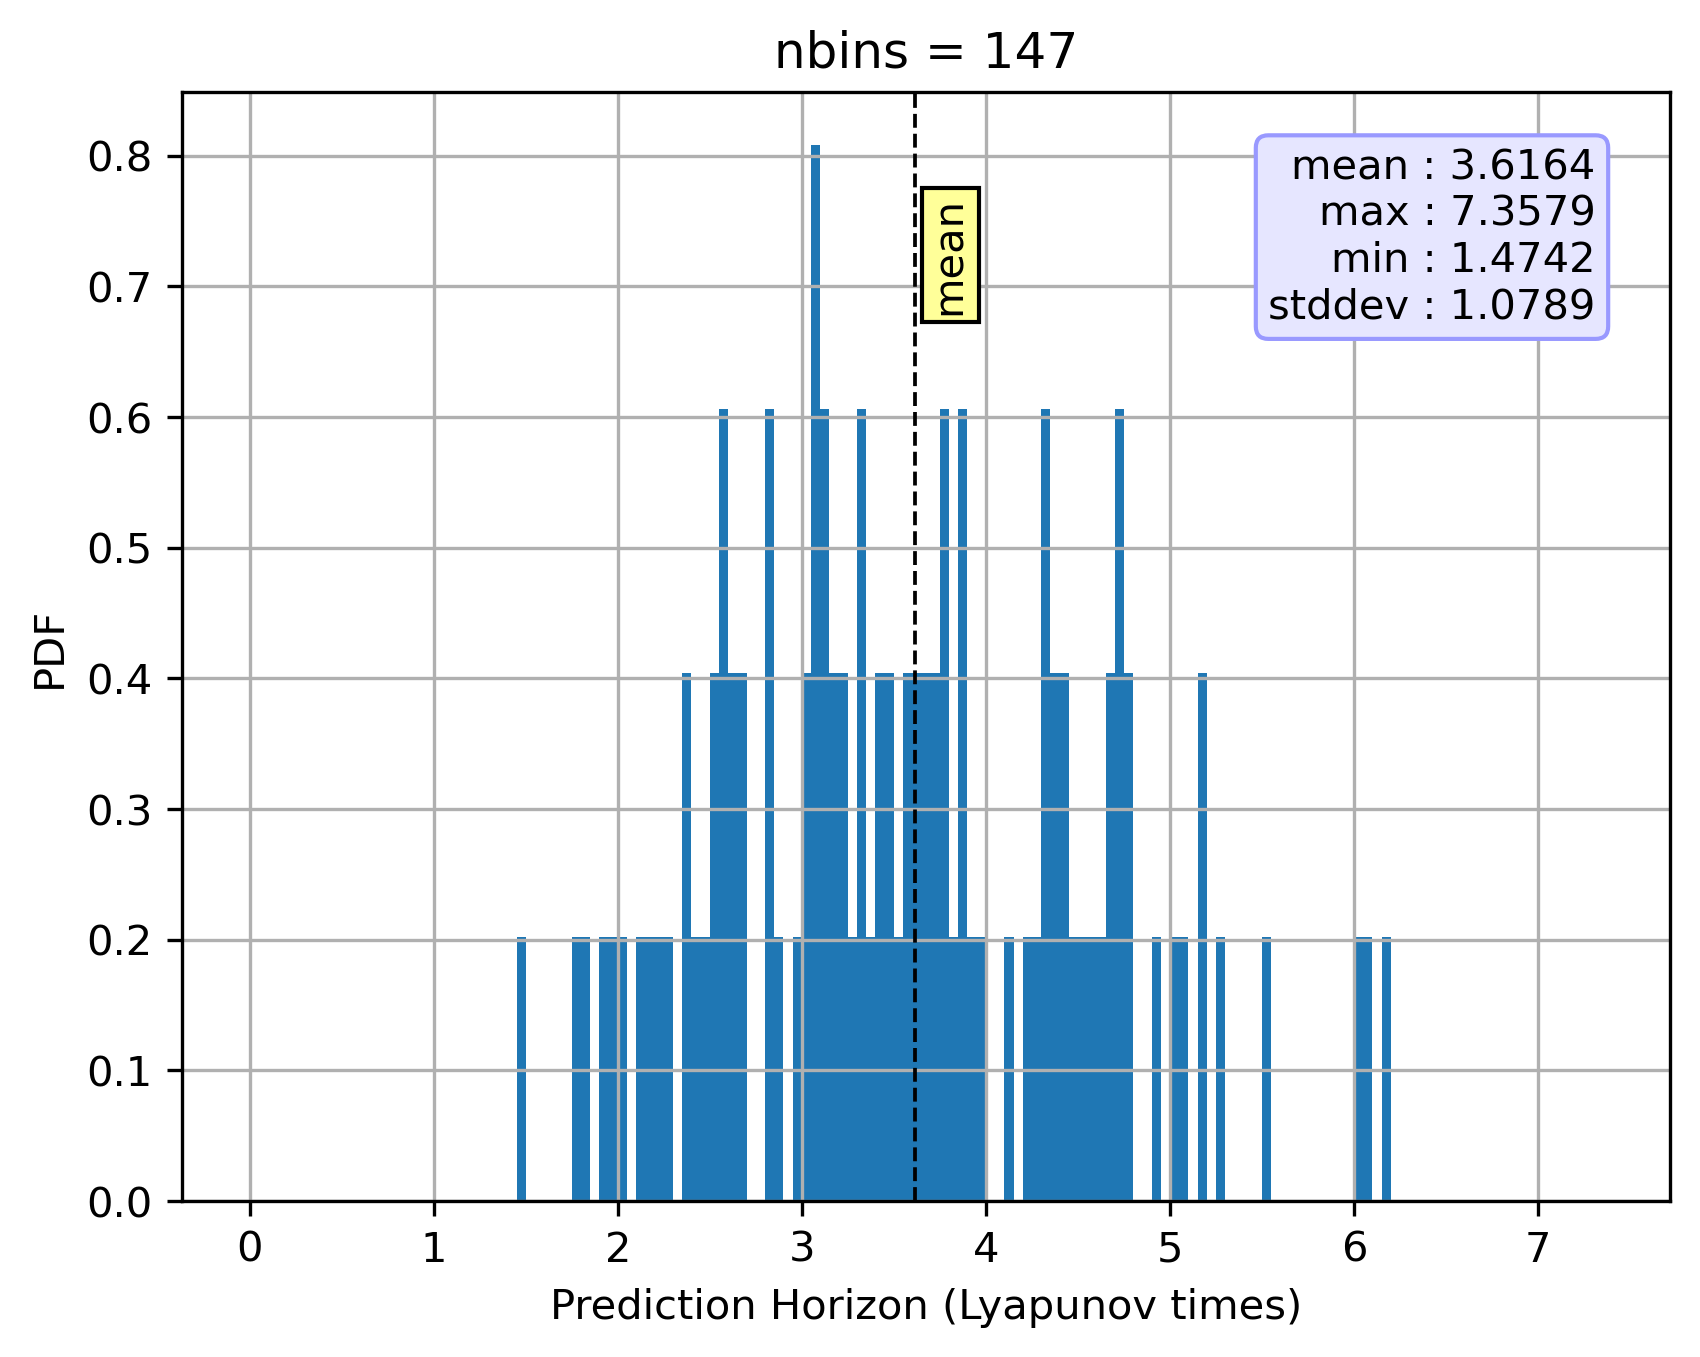 nbins = 147
mean : 3.6164
max : 7.3579
min : 1.4742
stddev : 1.0789
mean
PDF
0.8
0.7
0.6
0.5
0.4
0.3
0.2
0.1
0.0
0 1 2 3 4 5 6 7
Prediction Horizon (Lyapunov times)